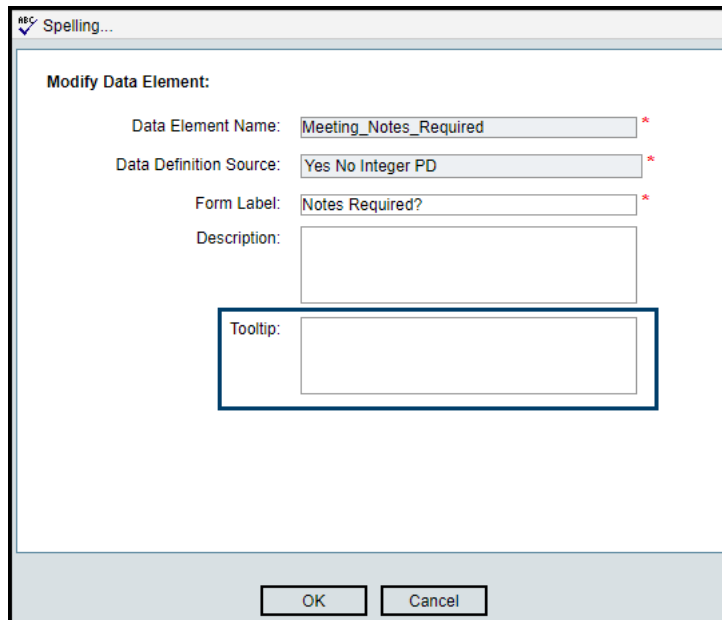 ABC Spelling...
Modify Data Element:
Data Element Name: Meeting_Notes_Required *
Data Definition Source: Yes No Integer PD *
Form Label: Notes Required? *
Description:
Tooltip:
OK Cancel